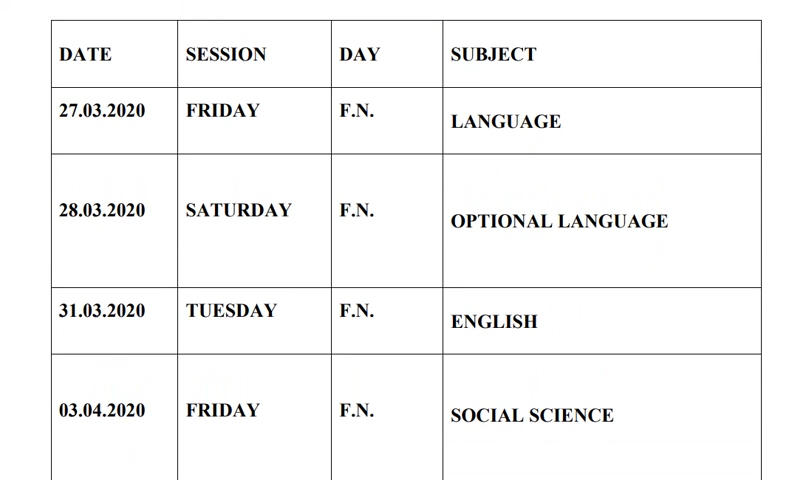 DATE SESSION DAY SUBJECT
27.03.2020 FRIDAY F.N. LANGUAGE
28.03.2020 SATURDAY F.N. OPTIONAL LANGUAGE
31.03.2020 TUESDAY F.N. ENGLISH
03.04.2020 FRIDAY F.N. SOCIAL SCIENCE